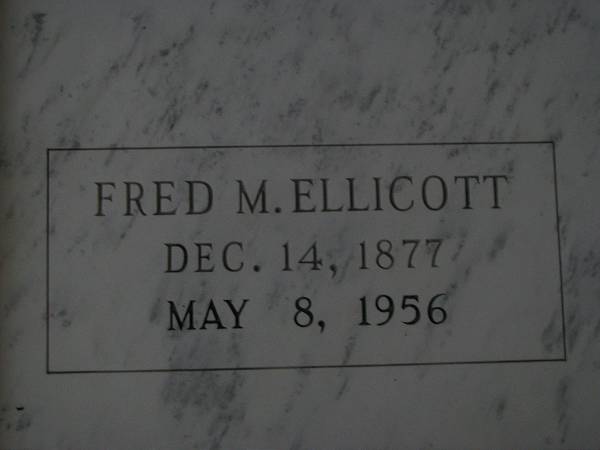 FRED M. ELLICOTT
DEC. 14, 1877
MAY 8, 1956